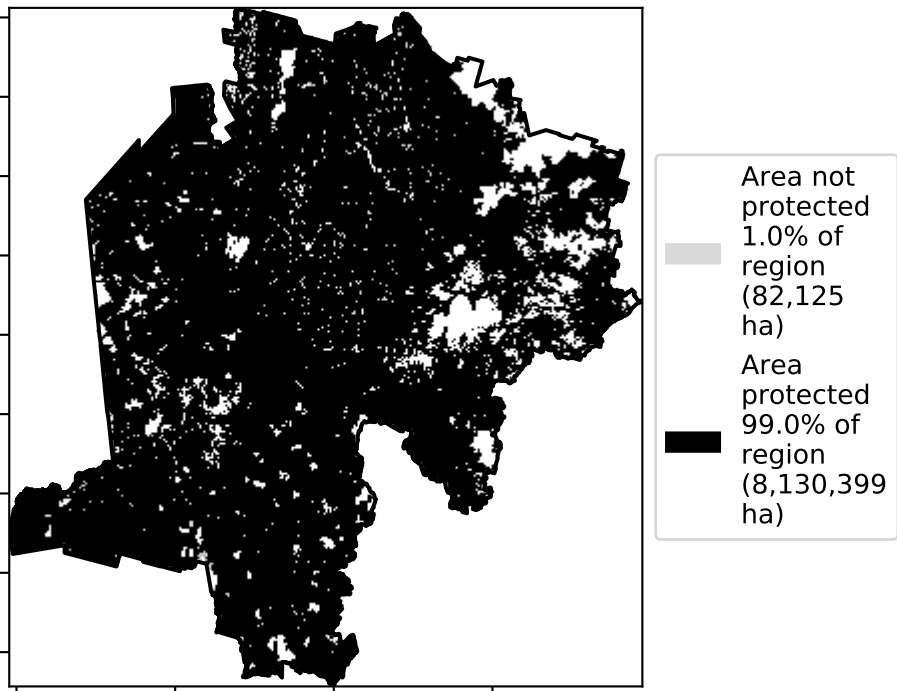 Area not
protected
1.0% of
region
(82,125
ha)
Area
protected
99.0% of
region
(8,130,399
ha)